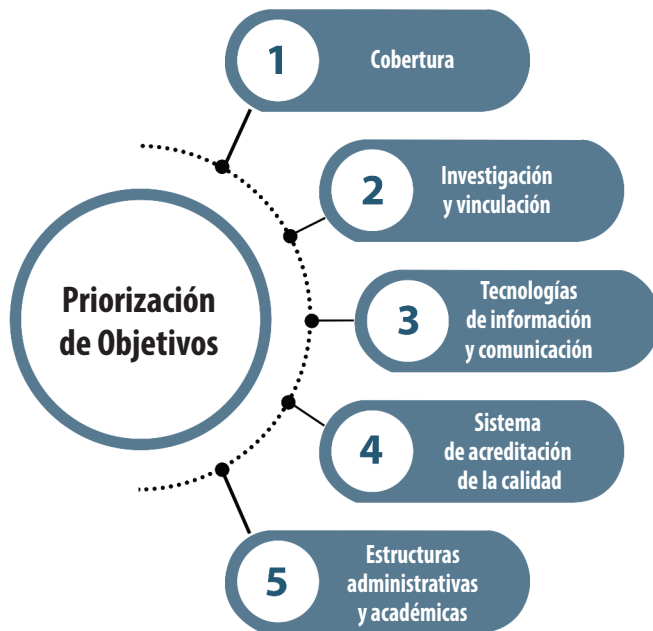 1
Cobertura
2
Investigación
y vinculación
Priorización
de Objetivos
3
Tecnologías
de información
y comunicación
4
Sistema
de acreditación
de la calidad
5
Estructuras
administrativas
y académicas